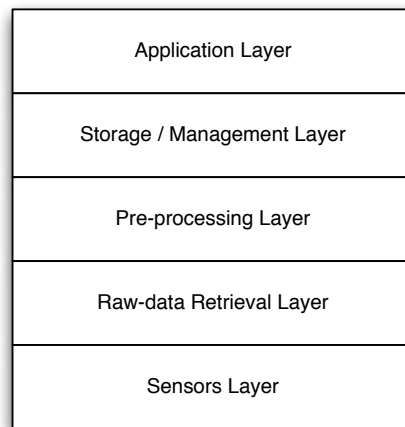 Application Layer
Storage / Management Layer
Pre-processing Layer
Raw-data Retrieval Layer
Sensors Layer